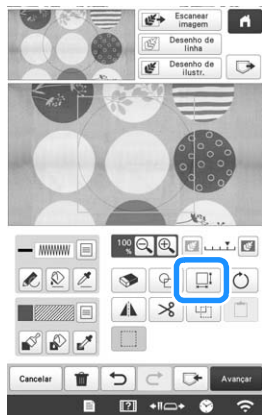 Escanear
imagem
Desenho de
linha
Desenho de
ilustr.
100
%
Cancelar
Avançar